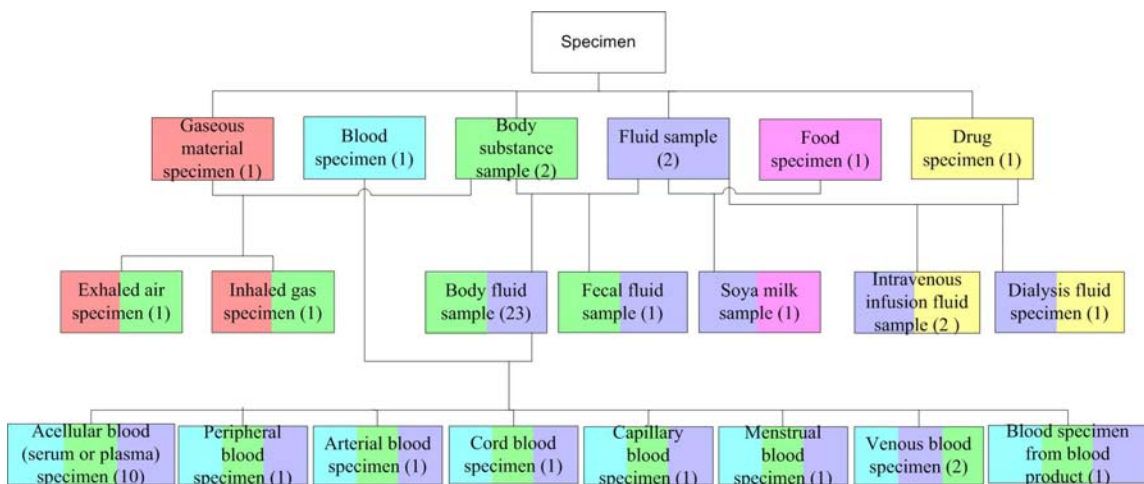 Specimen
Gaseous
material
specimen (1)
Blood
specimen (1)
Body
substance
sample (2)
Fluid sample
(2)
Food
specimen (1)
Drug
specimen (1)
Exhaled air
specimen (1)
Inhaled gas
specimen (1)
Body fluid
sample (23)
Fecal fluid
sample (1)
Soya milk
sample (1)
Intravenous
infusion fluid
sample (2 )
Dialysis fluid
specimen (1)
Acellular blood
(serum or plasma)
specimen (10)
Peripheral
blood
specimen (1)
Arterial blood
specimen (1)
Cord blood
specimen (1)
Capillary
blood
specimen (1)
Menstrual
blood
specimen (1)
Venous blood
specimen (2)
Blood specimen
from blood
product (1)